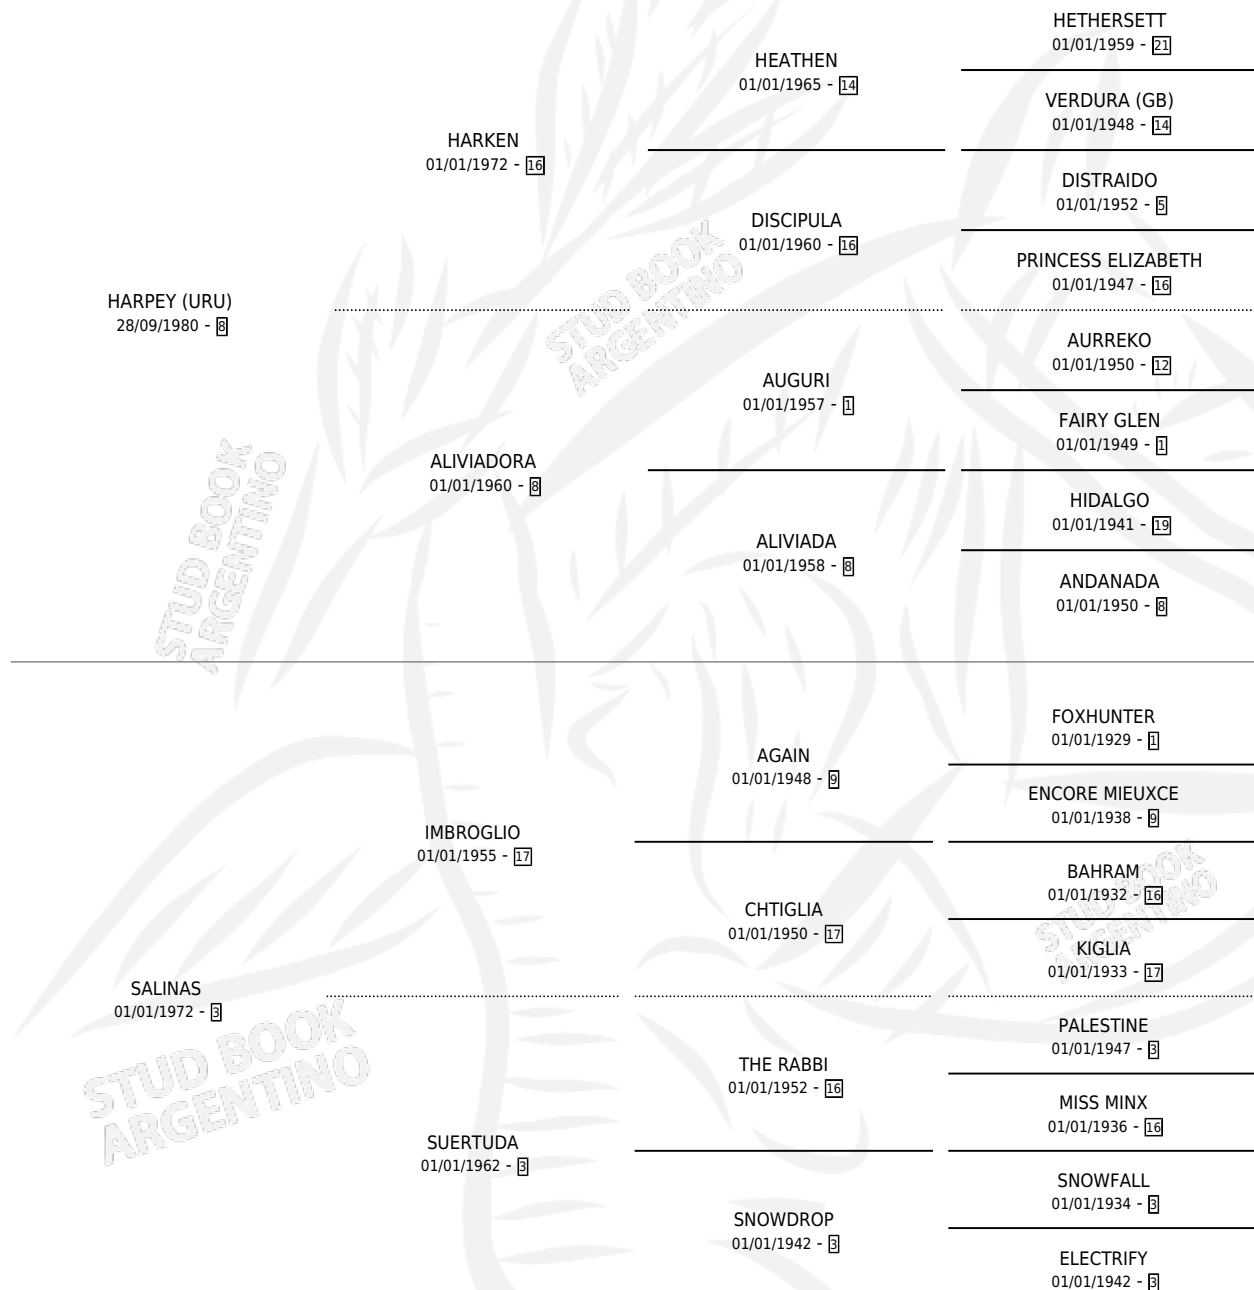 HETHERSETT
01/01/1959 - 21
HEATHEN
01/01/1965 - 14
VERDURA (GB)
01/01/1948 - 14
HARKEN
01/01/1972 - 16
DISTRAIDO
01/01/1952 - 5
DISCIPULA
01/01/1960 - 16
PRINCESS ELIZABETH
01/01/1947 - 16
HARPEY (URU)
28/09/1980 - 8
AURREKO
01/01/1950 - 12
AUGURI
01/01/1957 - 1
FAIRY GLEN
01/01/1949 - 1
ALIVIADORA
01/01/1960 - 8
HIDALGO
01/01/1941 - 19
ALIVIADA
01/01/1958 - 8
ANDANADA
01/01/1950 - 8
FOXHUNTER
01/01/1929 - 1
AGAIN
01/01/1948 - 9
ENCORE MIEUXCE
01/01/1938 - 9
IMBROGLIO
01/01/1955 - 17
BAHRAM
01/01/1932 - 16
CHTIGLIA
01/01/1950 - 17
KIGLIA
01/01/1933 - 17
SALINAS
01/01/1972 - 3
PALESTINE
01/01/1947 - 3
THE RABBI
01/01/1952 - 16
MISS MINX
01/01/1936 - 16
SUERTUDA
01/01/1962 - 3
SNOWFALL
01/01/1934 - 3
SNOWDROP
01/01/1942 - 3
ELECTRIFY
01/01/1942 - 3
STUD BOOK
ARGENTINO
STUD BOOK
ARGENTINO
STUD BOOK
ARGENTINO
STUD BOOK
ARGENTINO